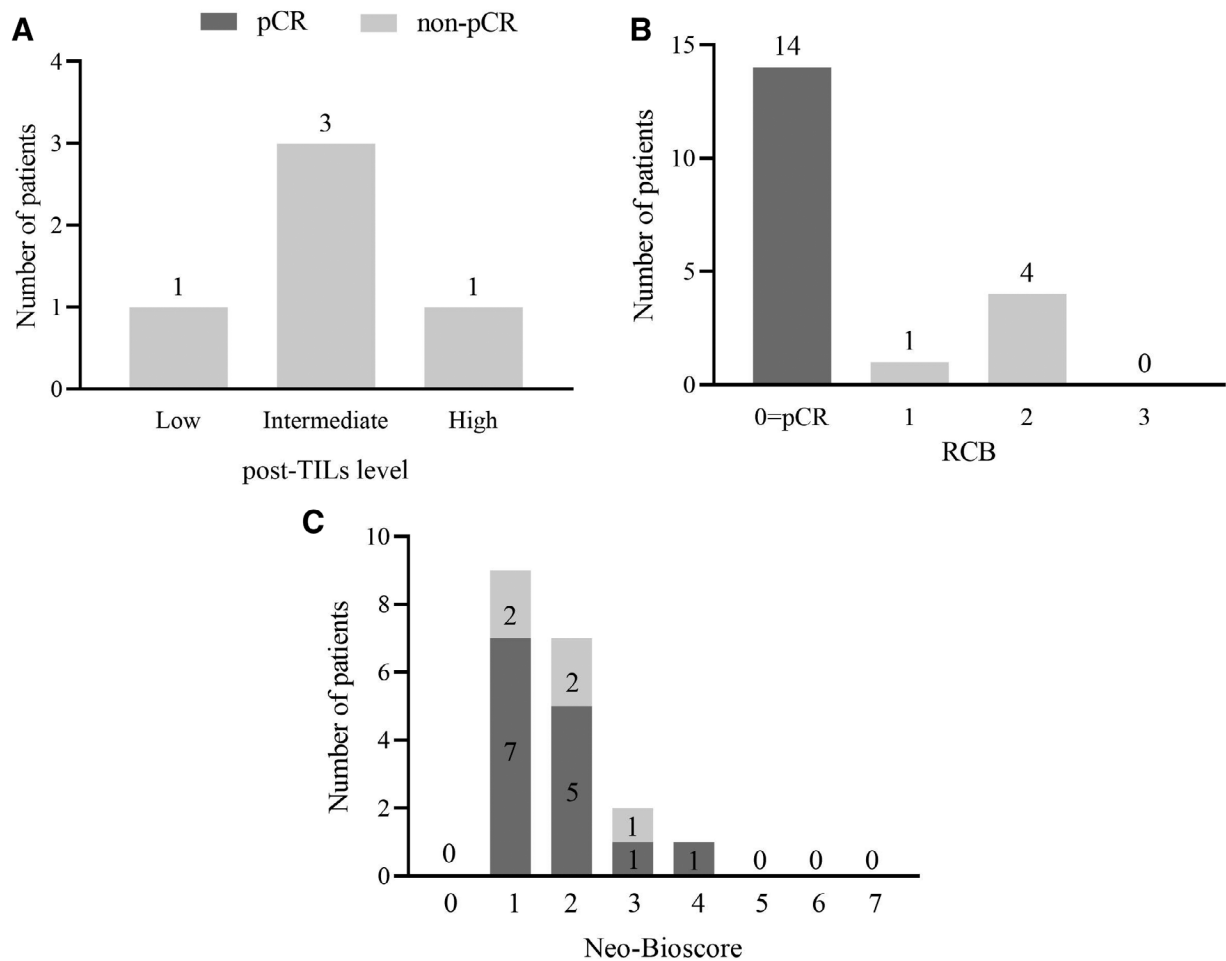 A
pCR
non-pCR
Number of patients
4
3
2
1
0
1
3
1
Low
Intermediate
High
post-TILs level
B
Number of patients
15
10
5
0
14
1
4
0
0=pCR
1
2
3
RCB
C
Number of patients
10
8
6
4
2
0
0
2
7
2
5
1
1
1
0
0
0
0
1
2
3
4
5
6
7
Neo-Bioscore